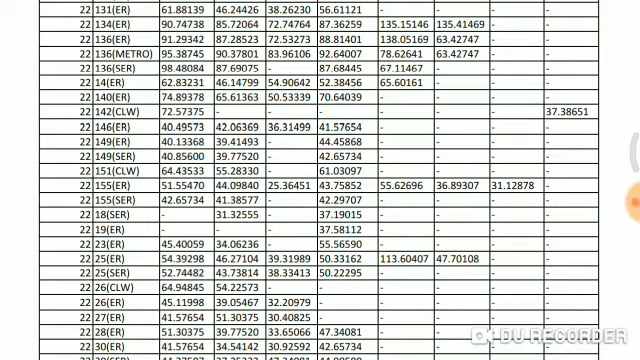 22 131(ER) 61.88139 46.24426 38.26230 56.61121 - - - -
22 134(ER) 90.74738 85.72064 72.74764 87.36259 135.15146 135.41469 - -
22 136(ER) 91.29342 87.28523 72.53273 88.81401 138.05169 63.42747 - -
22 136(METRO) 95.38745 90.37801 83.96106 92.64007 78.62641 63.42747 - -
22 136(SER) 98.48084 87.69075 - 87.68445 67.11467 - - -
22 14(ER) 62.83231 46.14799 54.90642 52.38456 65.60161 - - -
22 140(ER) 74.89378 65.61363 50.53339 70.64039 - - - -
22 142(CLW) 72.57375 - - - - - - 37.38651
22 146(ER) 40.49573 42.06369 36.31499 41.57654 - - - -
22 149(ER) 40.13368 39.41493 - 44.45868 - - - -
22 149(SER) 40.85600 39.77520 - 42.65734 - - - -
22 151(CLW) 64.43533 55.28330 - 61.03097 - - - -
22 155(ER) 51.55470 44.09840 25.36451 43.75852 55.62696 36.89307 31.12878 -
22 155(SER) 42.65734 41.38577 - 42.29707 - - - -
22 18(SER) - 31.32555 - 37.19015 - - - -
22 19(ER) - - - 37.58112 - - - -
22 23(ER) 45.40059 34.06236 - 55.56590 - - - -
22 25(ER) 54.39298 46.27104 39.31989 50.33162 113.60407 47.70108 - -
22 25(SER) 52.74482 43.73814 38.33413 50.22295 - - - -
22 26(CLW) 64.94845 54.22573 - - - - - -
22 26(ER) 45.11998 39.05467 32.20979 - - - - -
22 27(ER) 41.57654 51.30375 30.40825 - - - - -
22 28(ER) 51.30375 39.77520 33.65066 47.34081 - -
22 30(ER) 41.57654 34.54142 30.92592 42.65734 - - - -
DU RECORDER